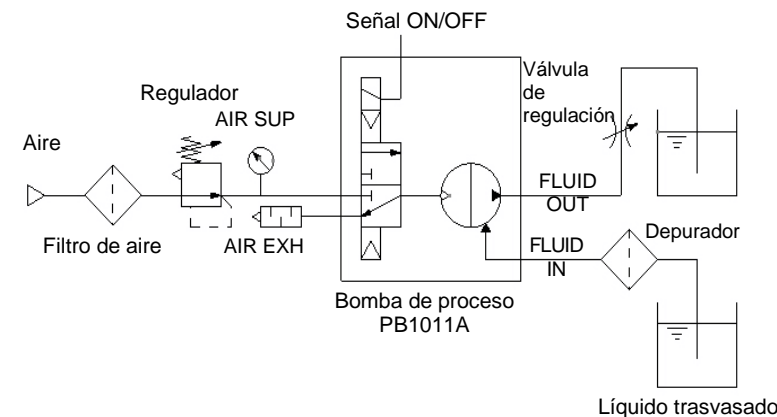 Señal ON/OFF
Regulador
AIR SUP
Válvula
de
regulación
Aire
FLUID
OUT
Filtro de aire
AIR EXH
FLUID
IN
Depurador
Bomba de proceso
PB1011A
Líquido trasvasado